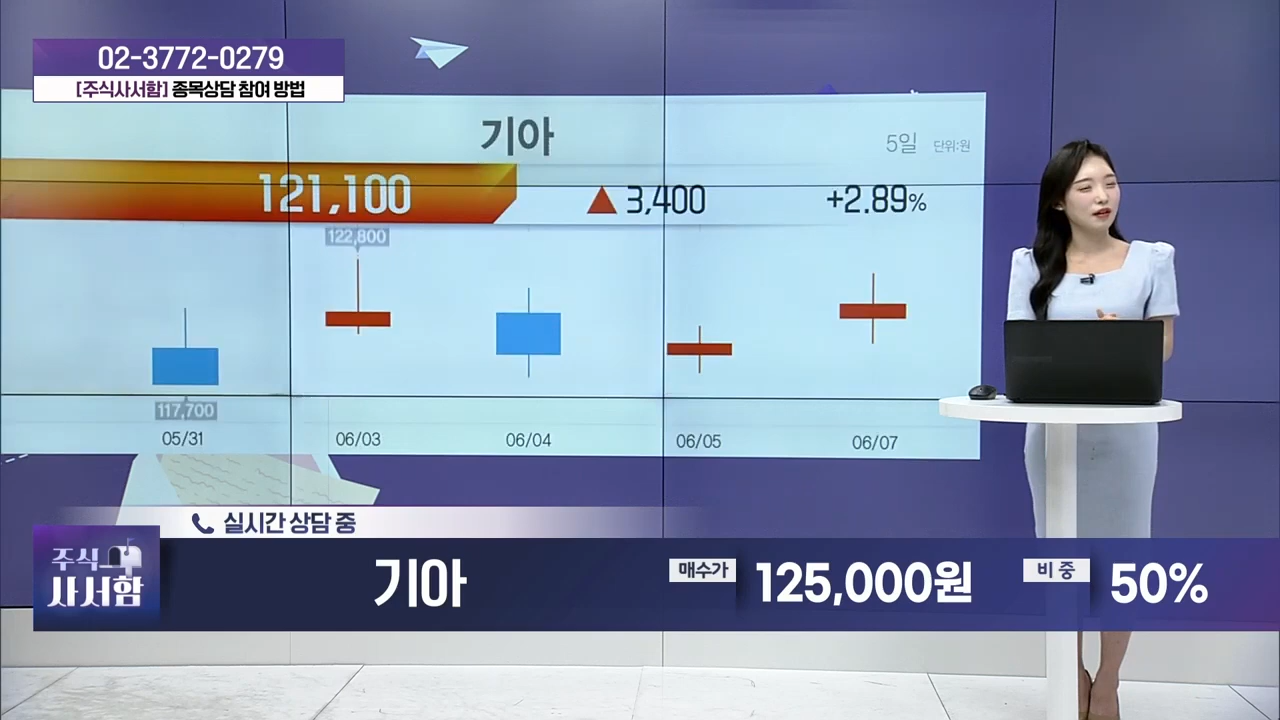 02-3772-0279
[주식사서함] 종목상담 참여 방법
기아
5일 단위:원
121,100 ▲ 3,400 +2.89%
122,800
117,700
05/31 06/03 06/04 06/05 06/07
실시간 상담 중
주식
사서함
기아 매수가 125,000원 비중 50%